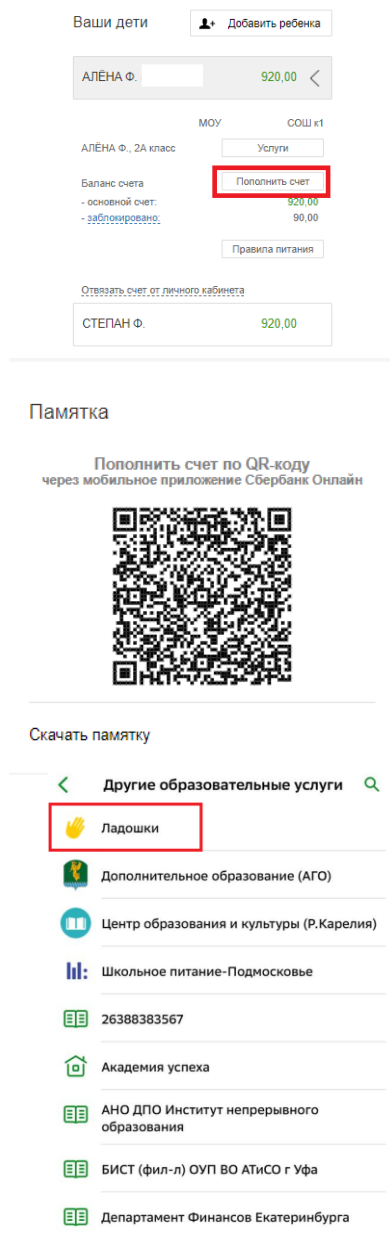 Ваши дети
Добавить ребенка
АЛЁНА Ф.
920,00
МОУ СОШ к1
АЛЁНА Ф., 2А класс
Услуги
Баланс счета
Пополнить счет
- основной счет: 920,00
- заблокировано: 90,00
Правила питания
Отвязать счет от личного кабинета
СТЕПАН Ф. 920,00
Памятка
Пополнить счет по QR-коду
через мобильное приложение Сбербанк Онлайн
Скачать памятку
Другие образовательные услуги
Ладошки
Дополнительное образование (АГО)
Центр образования и культуры (Р.Карелия)
Школьное питание-Подмосковье
26388383567
Академия успеха
АНО ДПО Институт непрерывного
образования
БИСТ (фил-л) ОУП ВО АТиСО г Уфа
Департамент Финансов Екатеринбурга